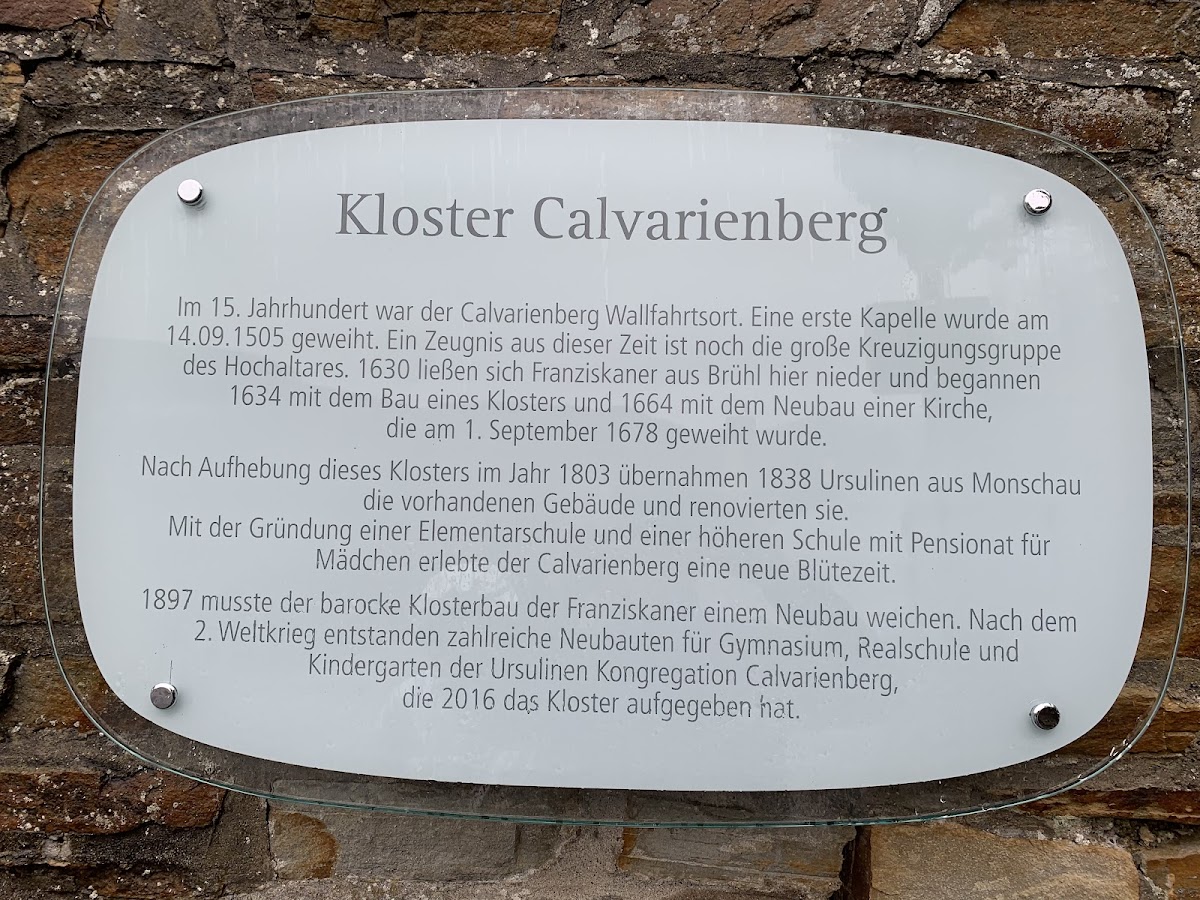 Kloster Calvarienberg
Im 15. Jahrhundert war der Calvarienberg Wallfahrtsort. Eine erste Kapelle wurde am
14.09.1505 geweiht. Ein Zeugnis aus dieser Zeit ist noch die große Kreuzigungsgruppe
des Hochaltares. 1630 ließen sich Franziskaner aus Brühl hier nieder und begannen
1634 mit dem Bau eines Klosters und 1664 mit dem Neubau einer Kirche,
die am 1. September 1678 geweiht wurde.
Nach Aufhebung dieses Klosters im Jahr 1803 übernahmen 1838 Ursulinen aus Monschau
die vorhandenen Gebäude und renovierten sie.
Mit der Gründung einer Elementarschule und einer höheren Schule mit Pensionat für
Mädchen erlebte der Calvarienberg eine neue Blütezeit.
1897 musste der barocke Klosterbau der Franziskaner einem Neubau weichen. Nach dem
2. Weltkrieg entstanden zahlreiche Neubauten für Gymnasium, Realschule und
Kindergarten der Ursulinen Kongregation Calvarienberg,
die 2016 das Kloster aufgegeben hat.